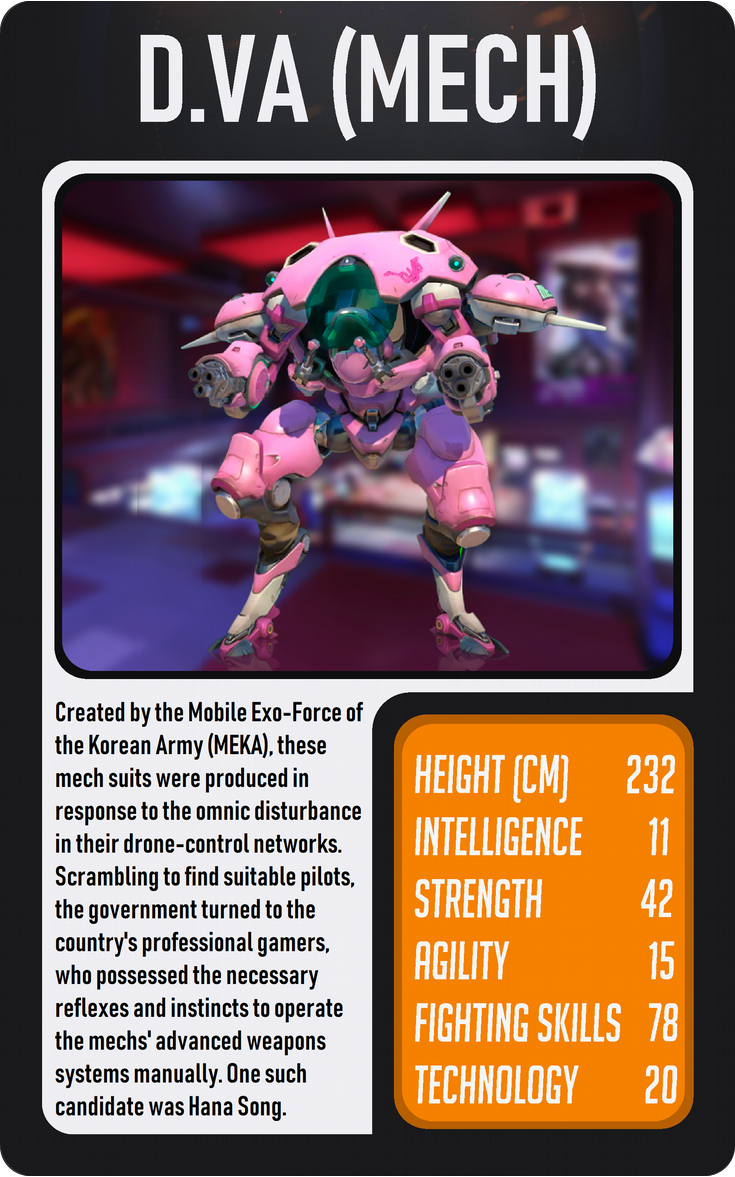 D.VA (MECH)
Created by the Mobile Exo-Force of
the Korean Army (MEKA), these
mech suits were produced in
response to the omnic disturbance
in their drone-control networks.
Scrambling to find suitable pilots,
the government turned to the
country's professional gamers,
who possessed the necessary
reflexes and instincts to operate
the mechs' advanced weapons
systems manually. One such
candidate was Hana Song.
HEIGHT (CM) 232
INTELLIGENCE 11
STRENGTH 42
AGILITY 15
FIGHTING SKILLS 78
TECHNOLOGY 20